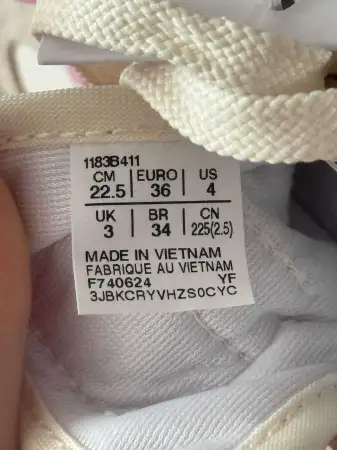 1183B411
CM | EURO | US
22.5 | 36 | 4
UK | BR | CN
3 | 34 | 225(2.5)
MADE IN VIETNAM
FABRIQUE AU VIETNAM
F740624 YF
3JBKCRYVHZS0CYC